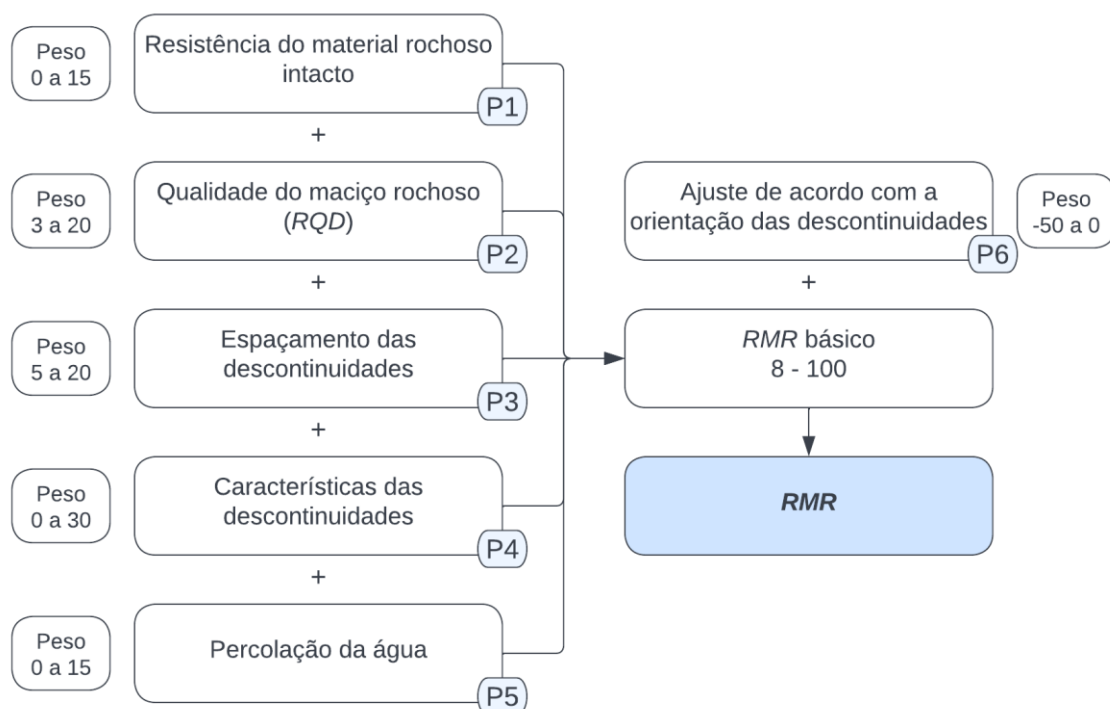 Peso
0 a 15
Resistência do material rochoso
intacto
P1
+
Peso
3 a 20
Qualidade do maciço rochoso
(RQD)
P2
+
Peso
5 a 20
Espaçamento das
descontinuidades
P3
+
Peso
0 a 30
Características das
descontinuidades
P4
+
Peso
0 a 15
Percolação da água
P5
Ajuste de acordo com a
orientação das descontinuidades
P6
Peso
-50 a 0
+
RMR básico
8 - 100
RMR